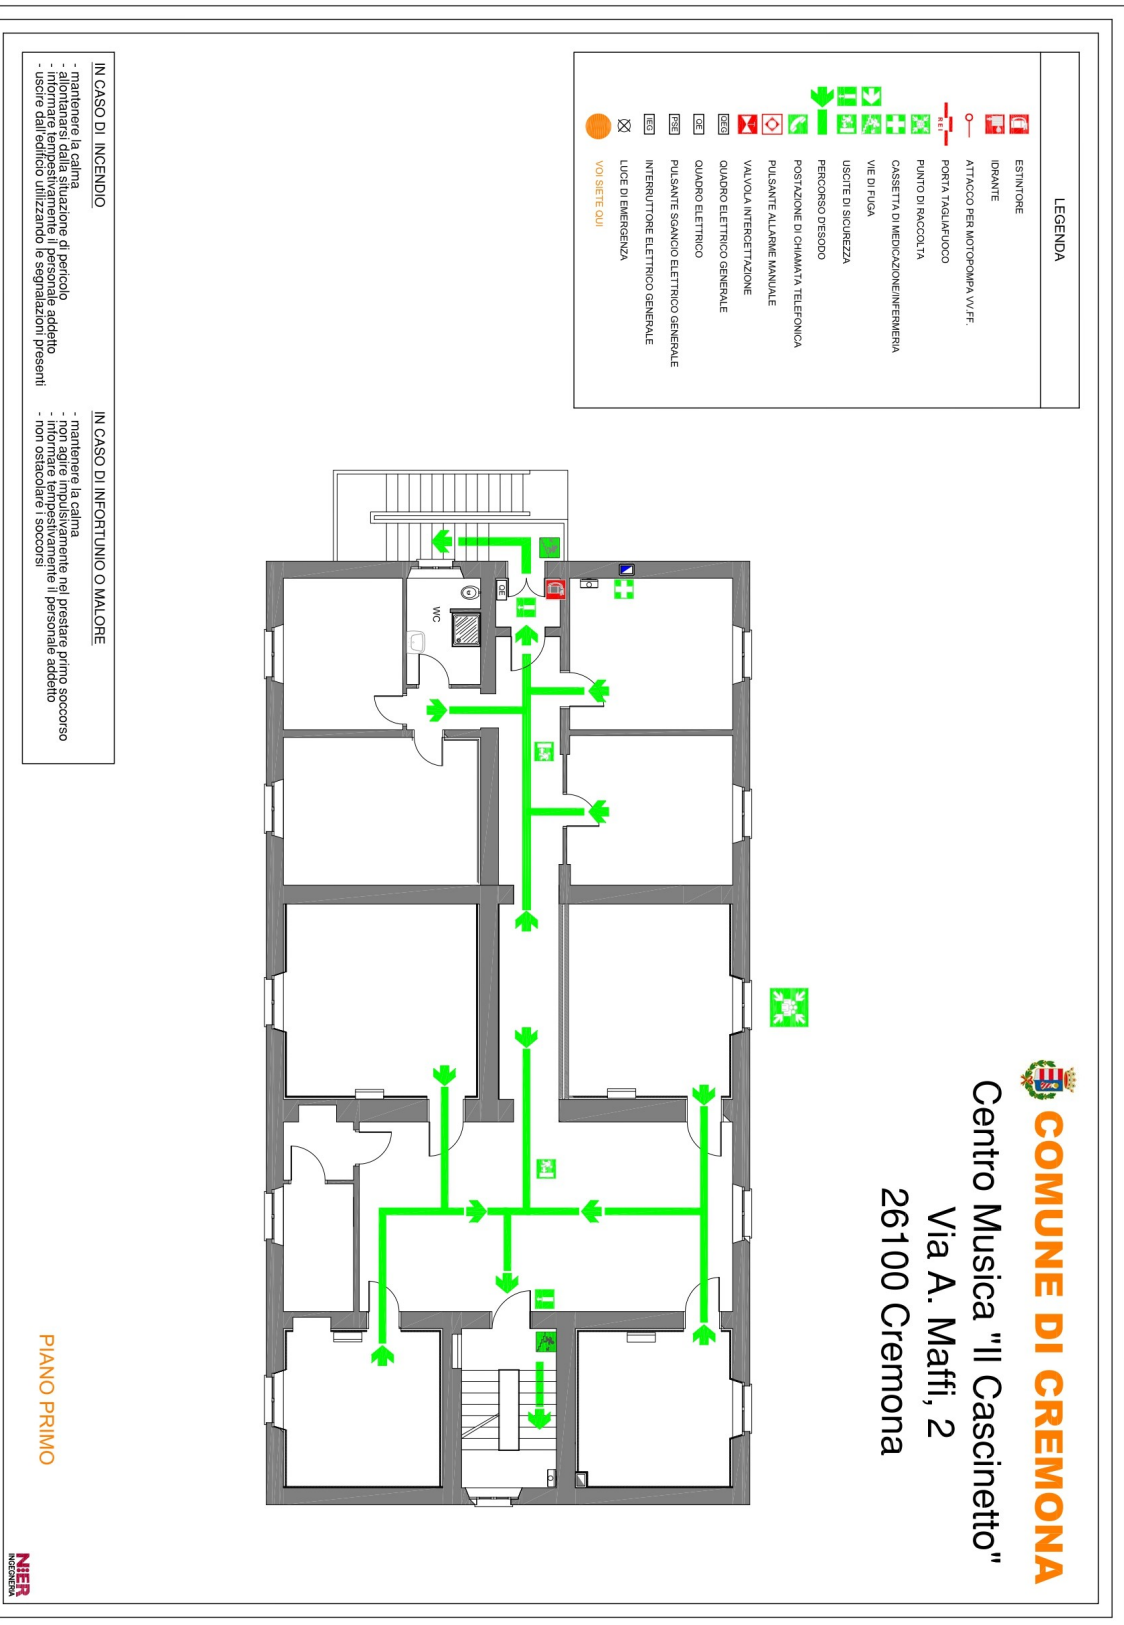 COMUNE DI CREMONA
Centro Musica "Il Cascinetto"
Via A. Maffi, 2
26100 Cremona
LEGENDA
ESTINTORE
IDRANTE
ATTACCO PER MOTOPOMPA VV.FF.
REI
PORTA TAGLIAFUOCO
PUNTO DI RACCOLTA
CASSETTA DI MEDICAZIONE/INFERMERIA
VIE DI FUGA
USCITE DI SICUREZZA
PERCORSO D'ESODO
POSTAZIONE DI CHIAMATA TELEFONICA
PULSANTE ALLARME MANUALE
VALVOLA INTERCETTAZIONE
QEG QUADRO ELETTRICO GENERALE
QE QUADRO ELETTRICO
PSE PULSANTE SGANCIO ELETTRICO GENERALE
IEG INTERRUTTORE ELETTRICO GENERALE
LUCE DI EMERGENZA
VOI SIETE QUI
QE
WC
IN CASO DI INCENDIO
- mantenere la calma
- allontanarsi dalla situazione di pericolo
- informare tempestivamente il personale addetto
- uscire dall'edificio utilizzando le segnalazioni presenti
IN CASO DI INFORTUNIO O MALORE
- mantenere la calma
- non agire impulsivamente nel prestare primo soccorso
- informare tempestivamente il personale addetto
- non ostacolare i soccorsi
PIANO PRIMO
NIER
INGEGNERIA